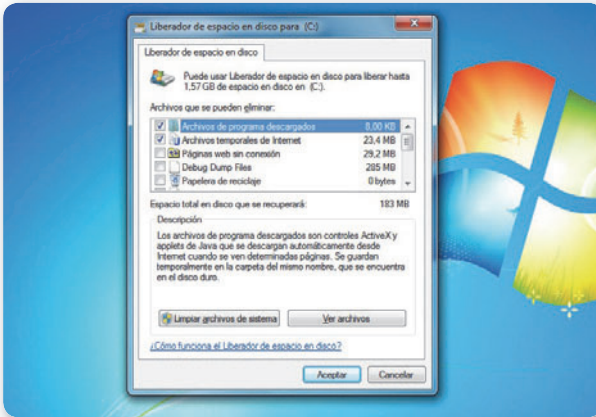 Liberador de espacio en disco para (C:)
Liberador de espacio en disco
Puede usar Liberador de espacio en disco para liberar hasta
1,57 GB de espacio en disco en (C:).
Archivos que se pueden eliminar:
Archivos de programa descargados 8,00 KB
Archivos temporales de Internet 23,4 MB
Páginas web sin conexión 29,2 MB
Debug Dump Files 285 MB
Papelera de reciclaje 0 bytes
Espacio total en disco que se recuperará: 183 MB
Descripción
Los archivos de programa descargados son controles ActiveX y
applets de Java que se descargan automáticamente desde
Internet cuando se ven determinadas páginas. Se guardan
temporalmente en la carpeta del mismo nombre, que se encuentra
en el disco duro.
Limpiar archivos de sistema Ver archivos
¿Cómo funciona el Liberador de espacio en disco?
Aceptar Cancelar